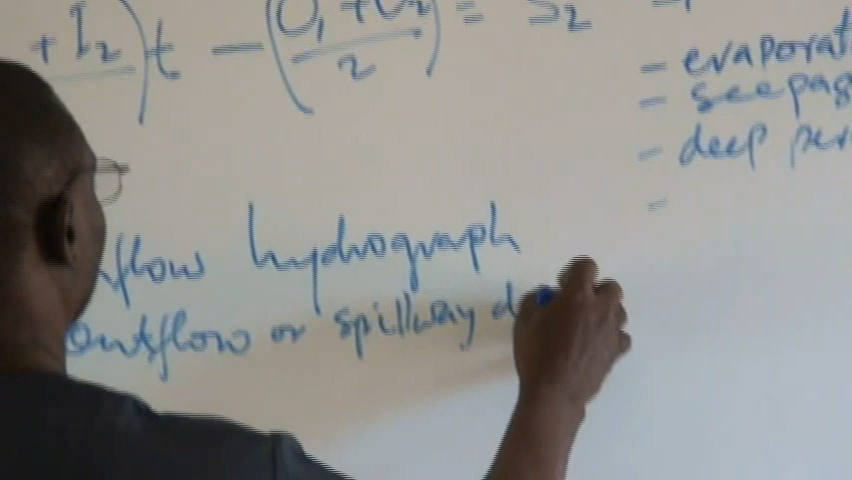 + I2)t - (O1 + O2)/2 = S2
- evaporat
- seepag
- deep per
-
flow hydrograph
outflow or spillway d